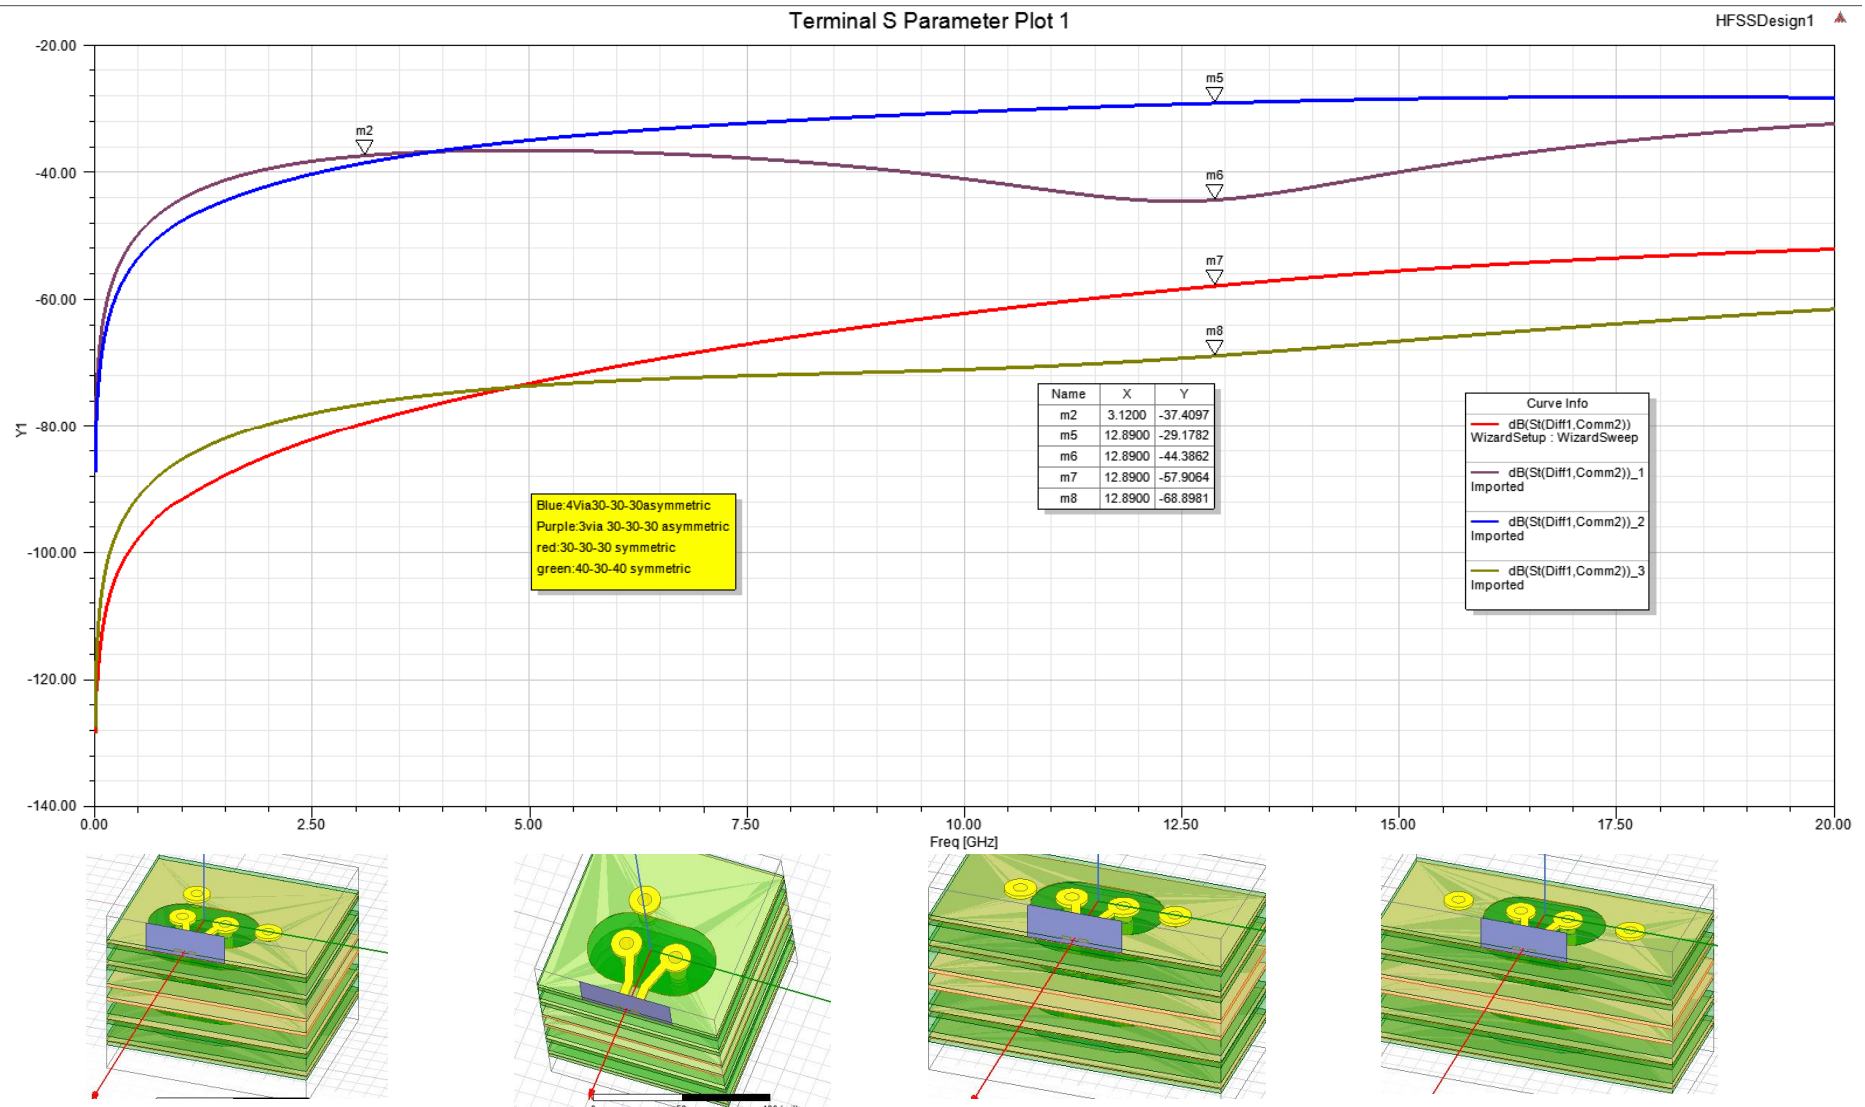 Terminal S Parameter Plot 1
HFSSDesign1
-20.00
-40.00
-60.00
-80.00
-100.00
-120.00
-140.00
Y1
m2
m5
m6
m7
m8
Name X Y
m2 3.1200 -37.4097
m5 12.8900 -29.1782
m6 12.8900 -44.3862
m7 12.8900 -57.9064
m8 12.8900 -68.8981
Curve Info
dB(St(Diff1,Comm2))
WizardSetup : WizardSweep
dB(St(Diff1,Comm2))_1
Imported
dB(St(Diff1,Comm2))_2
Imported
dB(St(Diff1,Comm2))_3
Imported
Blue:4Via30-30-30asymmetric
Purple:3via 30-30-30 asymmetric
red:30-30-30 symmetric
green:40-30-40 symmetric
0.00 2.50 5.00 7.50 10.00 12.50 15.00 17.50 20.00
Freq [GHz]